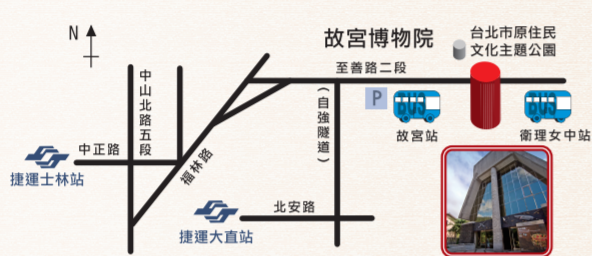 N
故宮博物院
台北市原住民
文化主題公園
至善路二段
中山北路五段
(自強隧道)
P
BUS
故宮站
BUS
衛理女中站
中正路
福林路
捷運士林站
北安路
捷運大直站